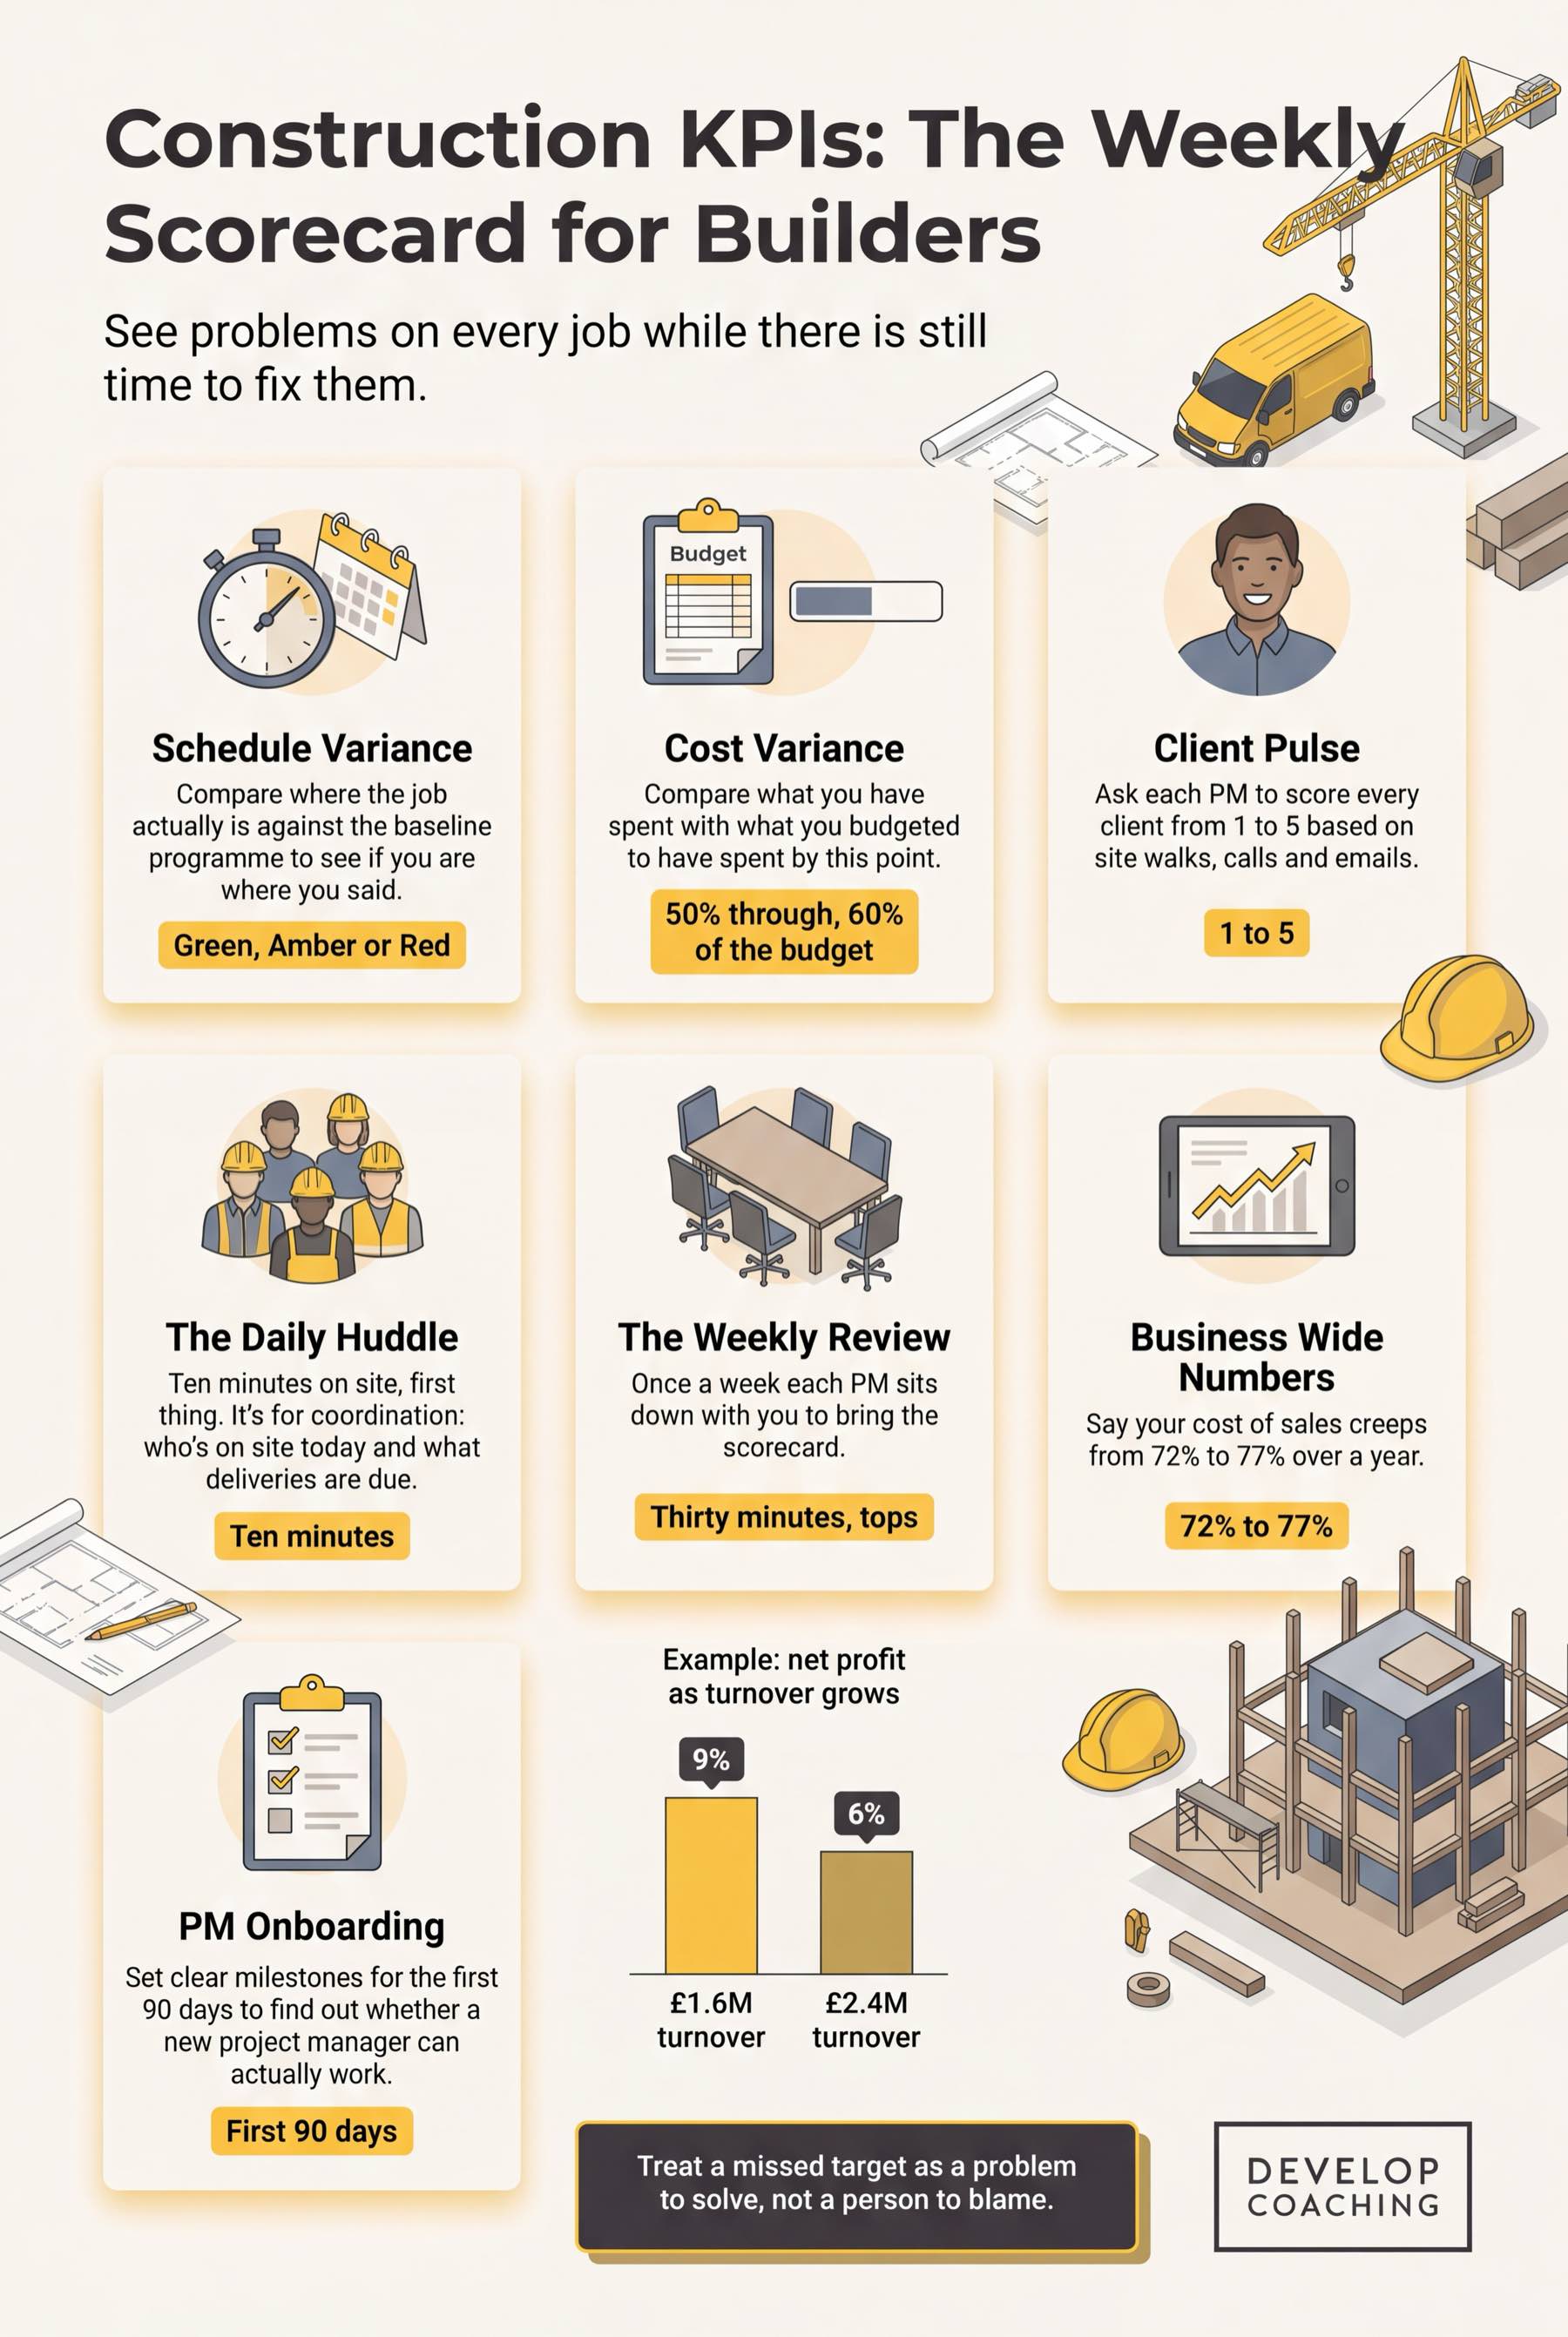 Construction KPIs: The Weekly
Scorecard for Builders
See problems on every job while there is still
time to fix them.
Budget
Schedule Variance
Compare where the job
actually is against the baseline
programme to see if you are
where you said.
Green, Amber or Red
Cost Variance
Compare what you have
spent with what you budgeted
to have spent by this point.
50% through, 60%
of the budget
Client Pulse
Ask each PM to score every
client from 1 to 5 based on
site walks, calls and emails.
1 to 5
The Daily Huddle
Ten minutes on site, first
thing. It’s for coordination:
who’s on site today and what
deliveries are due.
Ten minutes
The Weekly Review
Once a week each PM sits
down with you to bring the
scorecard.
Thirty minutes, tops
Business Wide
Numbers
Say your cost of sales creeps
from 72% to 77% over a year.
72% to 77%
PM Onboarding
Set clear milestones for the first
90 days to find out whether a
new project manager can
actually work.
First 90 days
Example: net profit
as turnover grows
9%
6%
£1.6M
turnover
£2.4M
turnover
Treat a missed target as a problem
to solve, not a person to blame.
DEVELOP
COACHING